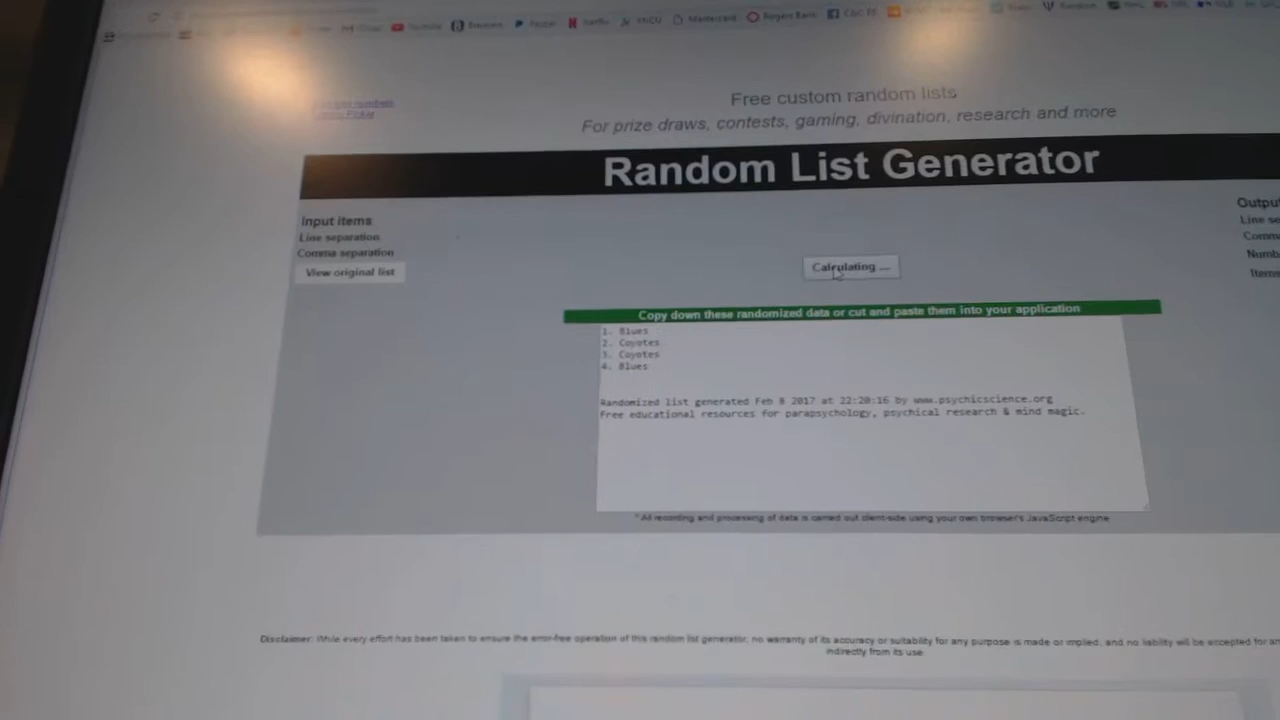 Youtube
Paypal
Netflix
Mastercard
Rogers Bank
Free custom random lists
For prize draws, contests, gaming, divination, research and more
Random List Generator
Input items
Line separation
Comma separation
View original list
Calculating ...
Copy down these randomized data or cut and paste them into your application
1. Blues
2. Coyotes
3. Coyotes
4. Blues
Randomized list generated Feb 8 2017 at 22:20:16 by www.psychicscience.org
Free educational resources for parapsychology, psychical research & mind magic.
* All recording and processing of data is carried out client-side using your own browser's JavaScript engine
Disclaimer: While every effort has been taken to ensure the error-free operation of this random list generator, no warranty of its accuracy or suitability for any purpose is made or implied, and no liability will be accepted for
indirectly from its use.